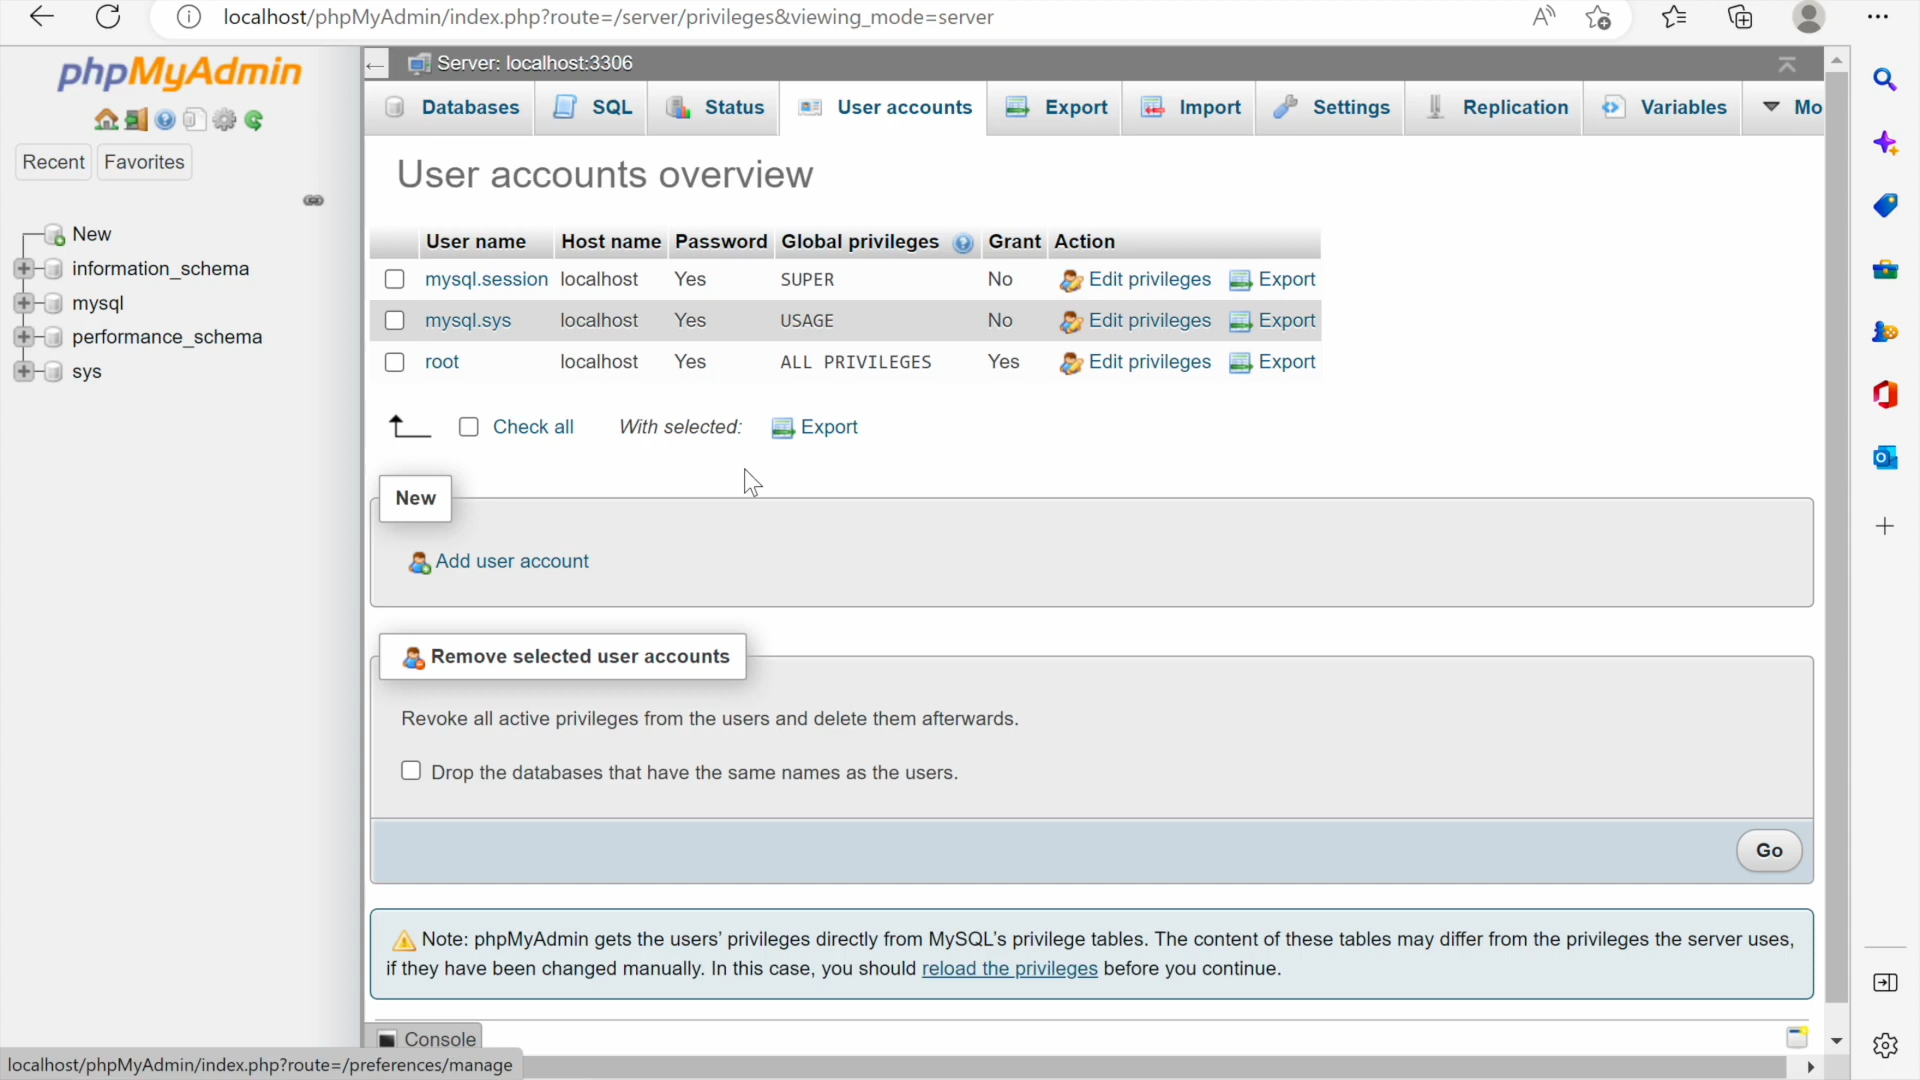 localhost/phpMyAdmin/index.php?route=/server/privileges&viewing_mode=server
phpMyAdmin
Recent
Favorites
New
information_schema
mysql
performance_schema
sys
Server: localhost:3306
Databases
SQL
Status
User accounts
Export
Import
Settings
Replication
Variables
Mo
User accounts overview
User name Host name Password Global privileges Grant Action
mysql.session localhost Yes SUPER No Edit privileges Export
mysql.sys localhost Yes USAGE No Edit privileges Export
root localhost Yes ALL PRIVILEGES Yes Edit privileges Export
Check all With selected: Export
New
Add user account
Remove selected user accounts
Revoke all active privileges from the users and delete them afterwards.
Drop the databases that have the same names as the users.
Go
Note: phpMyAdmin gets the users’ privileges directly from MySQL’s privilege tables. The content of these tables may differ from the privileges the server uses,
if they have been changed manually. In this case, you should reload the privileges before you continue.
Console
localhost/phpMyAdmin/index.php?route=/preferences/manage